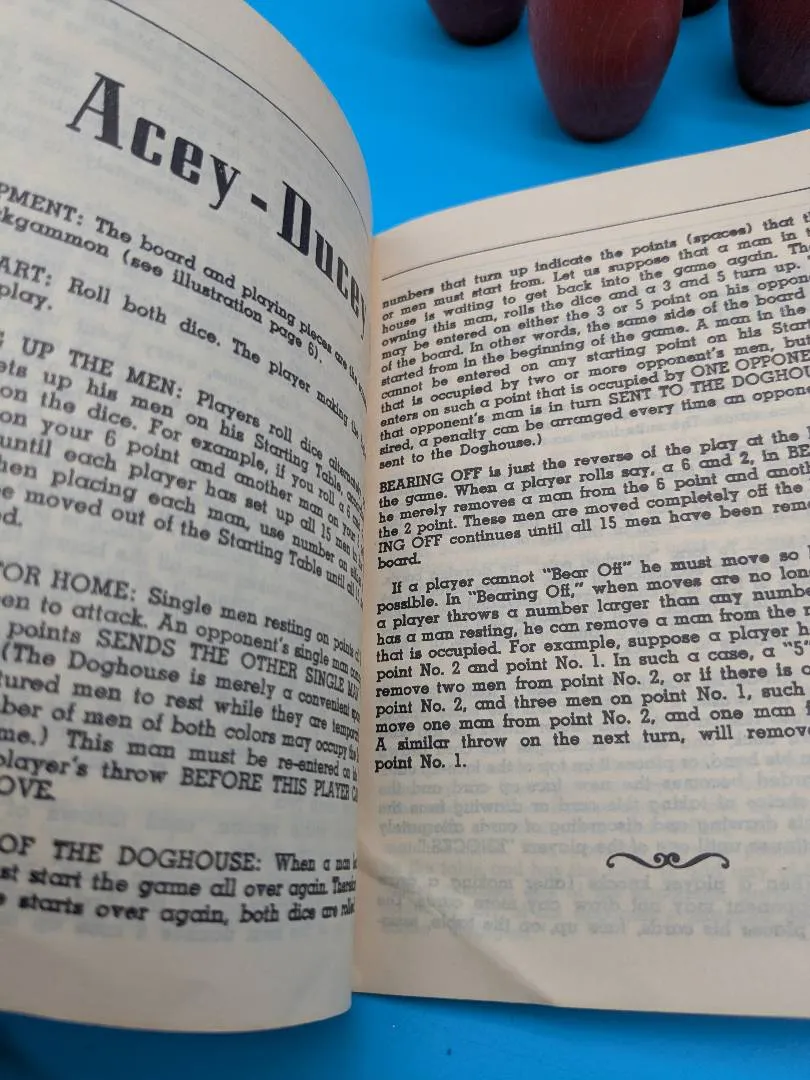 Acey-Ducey
PMENT: The board and playing pieces are the
kgammon (see illustration page 6).
ART: Roll both dice. The player making the
play.
G UP THE MEN: Players roll dice alternately
ets up his men on his Starting Table,
on the dice. For example, if you roll a 6 and
on your 6 point and another man on your
until each player has set up all 15 men in
hen placing each man, use number on
e moved out of the Starting Table until all
d.
TOR HOME: Single men resting on points of
en to attack. An opponent's single man
points SENDS THE OTHER SINGLE MAN
(The Doghouse is merely a convenient
tured men to rest while they are
ber of men of both colors may occupy the
me.) This man must be re-entered on
player's throw BEFORE THIS PLAYER
OVE.
OF THE DOGHOUSE: When a man
st start the game all over again.
e starts over again, both dice are
numbers that turn up indicate the points (spaces) that
or men must start from. Let us suppose that a man in
house is waiting to get back into the game again.
owning this man, rolls the dice and a 3 and 5 turn up.
may be entered on either the 3 or 5 point on his
of the board. In other words, the same side of the board
started from in the beginning of the game. A man in the
cannot be entered on any starting point on his
that is occupied by two or more opponent's men, but
enters on such a point that is occupied by ONE
that opponent's man is in turn SENT TO THE
sired, a penalty can be arranged every time an
sent to the Doghouse.)
BEARING OFF is just the reverse of the play at the
the game. When a player rolls say, a 6 and 2, in
he merely removes a man from the 6 point and
the 2 point. These men are moved completely off the
ING OFF continues until all 15 men have been
board.
If a player cannot "Bear Off" he must move so
possible. In "Bearing Off," when moves are no
a player throws a number larger than any
has a man resting, he can remove a man from the
that is occupied. For example, suppose a player
point No. 2 and point No. 1. In such a case, a "5"
remove two men from point No. 2, or if there is
point No. 2, and three men on point No. 1, such
move one man from point No. 2, and one man
A similar throw on the next turn, will
point No. 1.